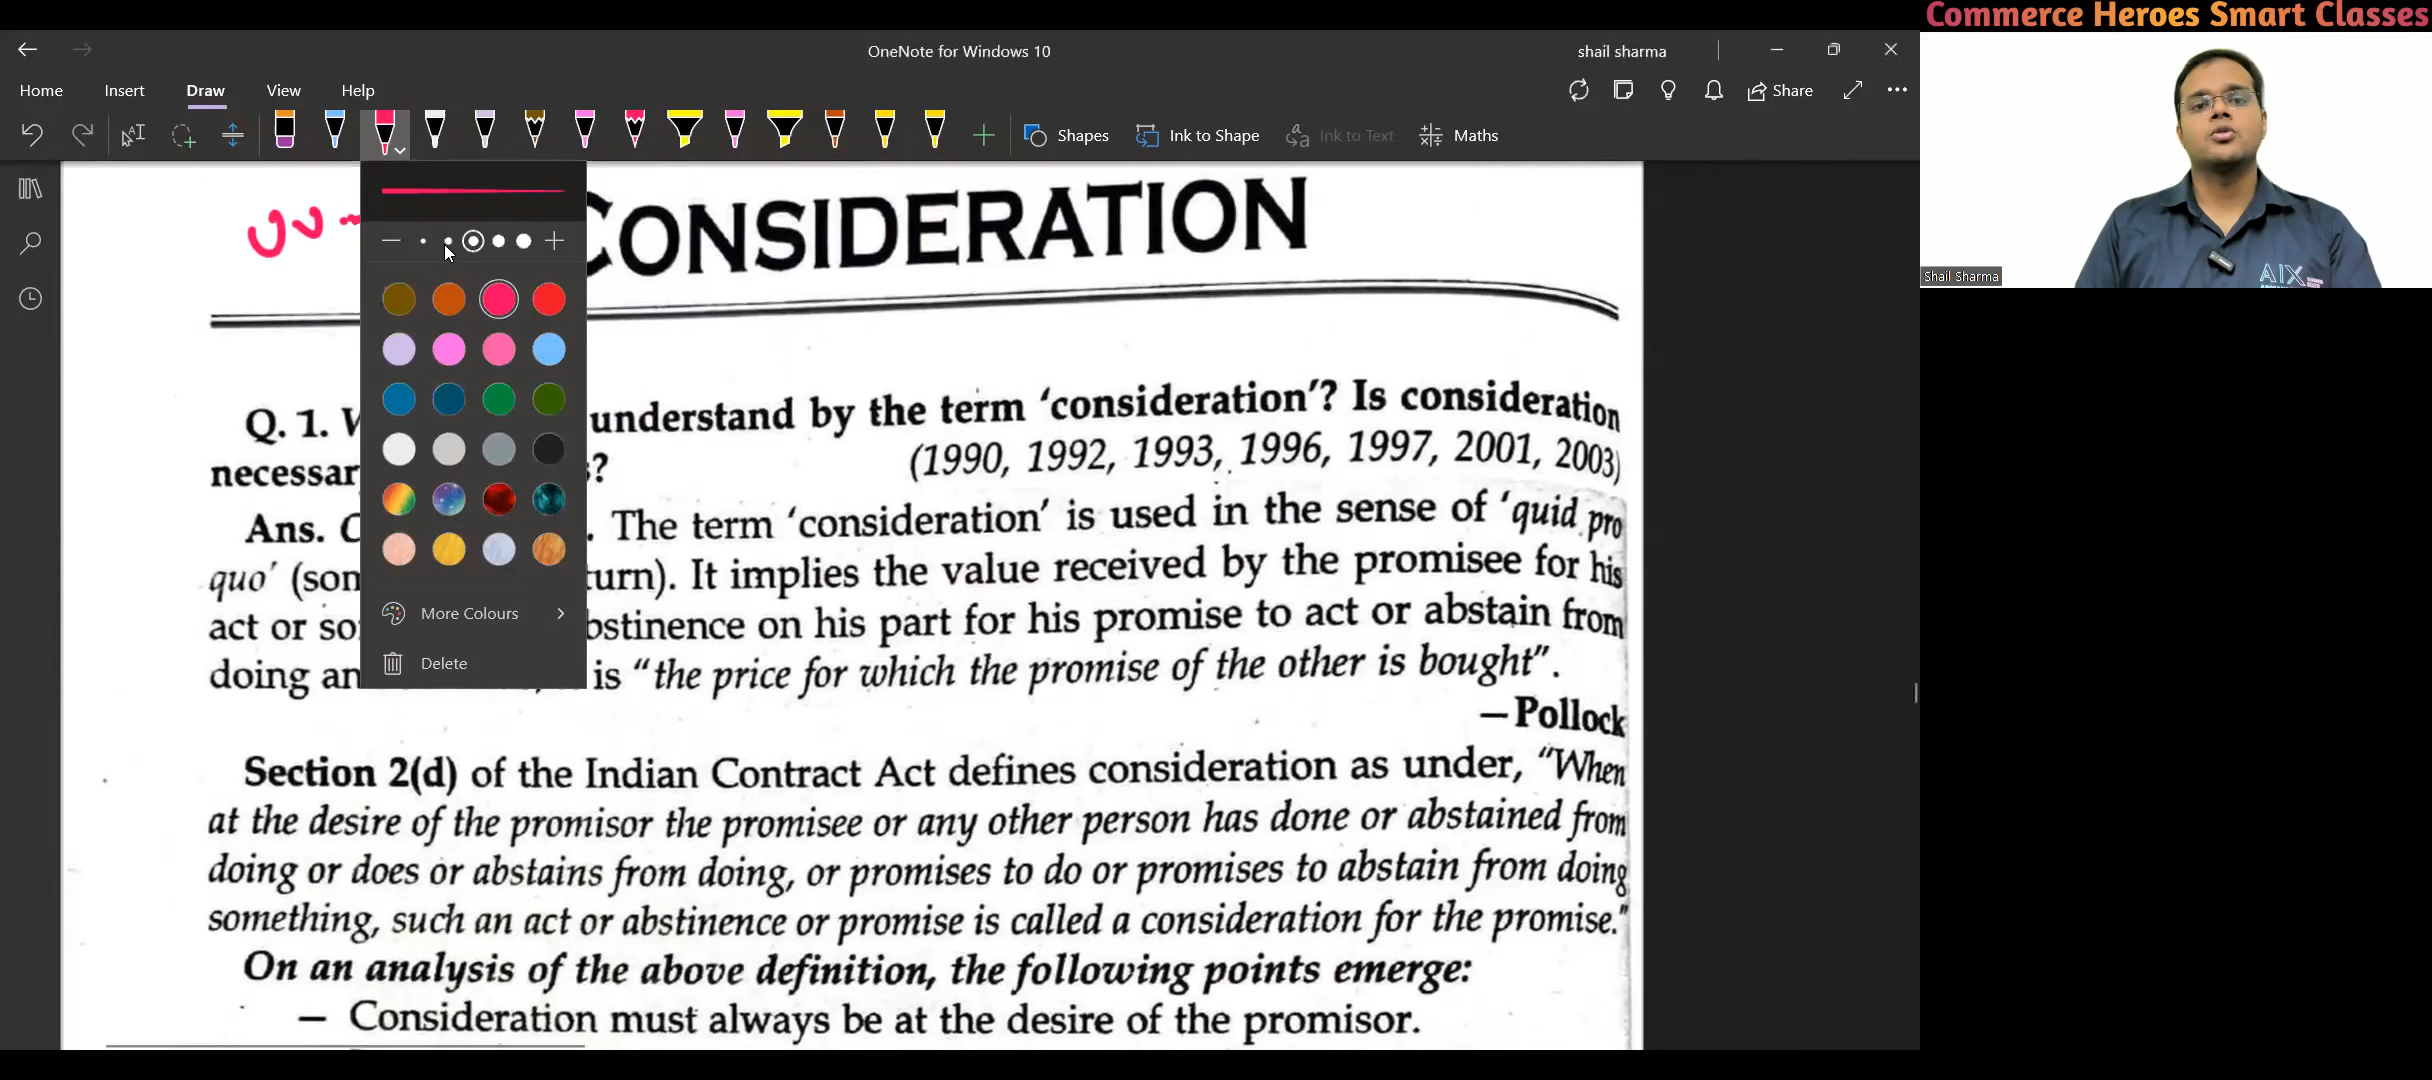 Commerce Heroes Smart Classes
OneNote for Windows 10
shail sharma
Home Insert Draw View Help
Share
Shapes Ink to Shape Ink to Text Maths
CONSIDERATION
Shail Sharma
Q. 1. understand by the term ‘consideration’? Is consideration
necessar ?
(1990, 1992, 1993, 1996, 1997, 2001, 2003)
Ans. . The term ‘consideration’ is used in the sense of ‘quid pro
quo’ (som turn). It implies the value received by the promisee for his
act or so bstinence on his part for his promise to act or abstain from
doing an is “the price for which the promise of the other is bought”.
—Pollock
More Colours
Delete
Section 2(d) of the Indian Contract Act defines consideration as under, “When
at the desire of the promisor the promisee or any other person has done or abstained from
doing or does or abstains from doing, or promises to do or promises to abstain from doing
something, such an act or abstinence or promise is called a consideration for the promise.”
On an analysis of the above definition, the following points emerge:
— Consideration must always be at the desire of the promisor.